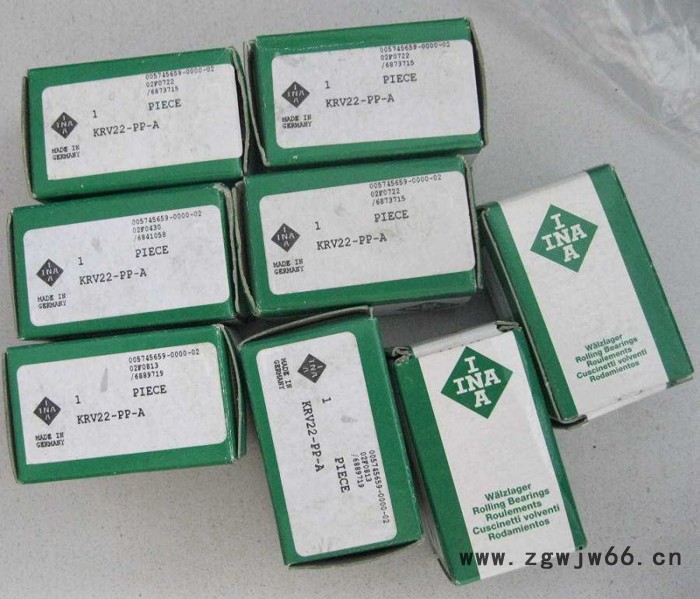 005745659-0000-02
02F0722
/6873715
1 PIECE
KRV22-PP-A
INA
MADE IN
GERMANY
005745659-0000-02
02F0722
/6873715
1 PIECE
KRV22-PP-A
INA
MADE IN
GERMANY
005745659-0000-02
02F0430
/6841058
1 PIECE
KRV22-PP-A
INA
MADE IN
GERMANY
005745659-0000-02
02F0722
/6873715
1 PIECE
KRV22-PP-A
INA
MADE IN
GERMANY
005745659-0000-02
02F0813
/6889719
1 PIECE
KRV22-PP-A
INA
MADE IN
GERMANY
005745659-0000-02
02F0813
/6889719
1 PIECE
KRV22-PP-A
INA
MADE IN
GERMANY
I
INA
A
Wälzlager
Rolling Bearings
Roulements
Cuscinetti volventi
Rodamientos
I
INA
A
Wälzlager
Rolling Bearings
Roulements
Cuscinetti volventi
Rodamientos
www.zgwjw66.cn